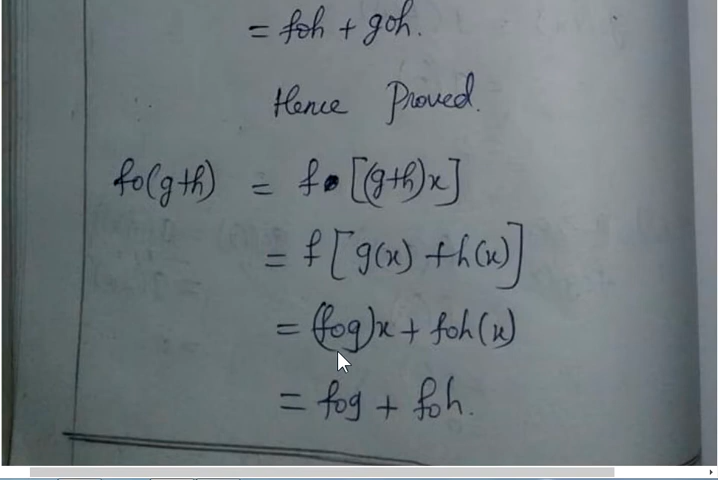 = foh + goh.
Hence Proved.
fo(g+h) = f [(g+h)x]
= f [g(x) + h(x)]
= (fog)x + foh(x)
= fog + foh.